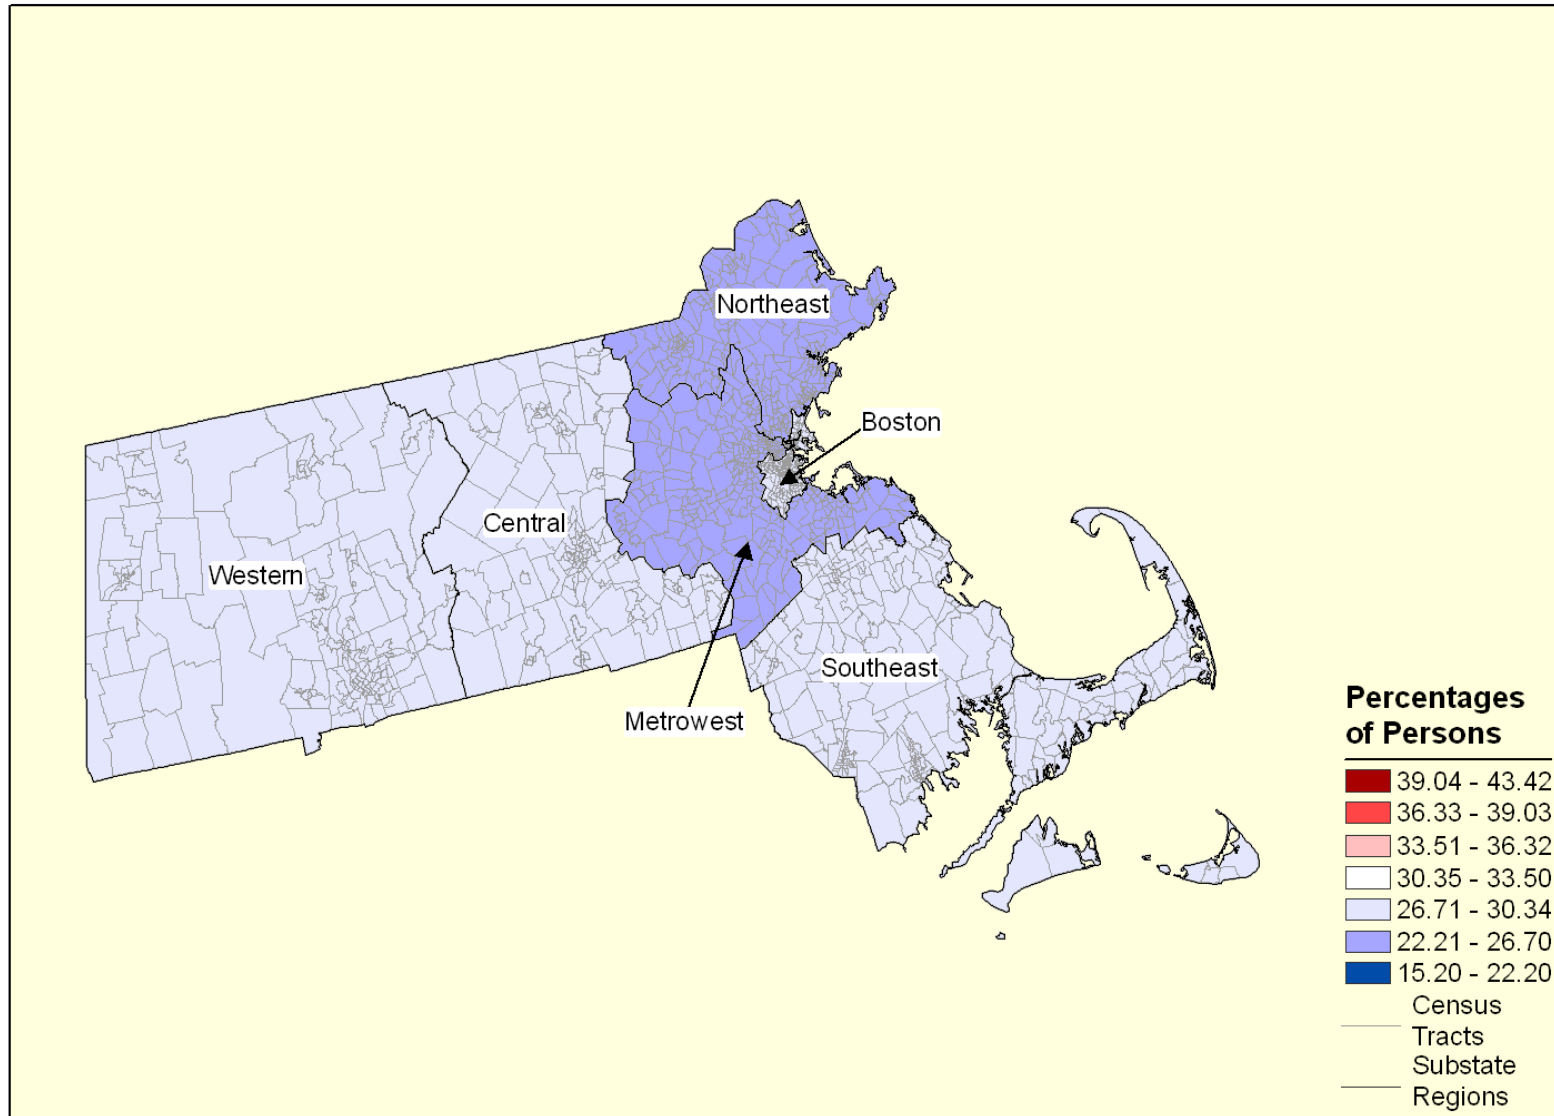 Northeast
Boston
Central
Western
Southeast
Metrowest
Percentages
of Persons
39.04 - 43.42
36.33 - 39.03
33.51 - 36.32
30.35 - 33.50
26.71 - 30.34
22.21 - 26.70
15.20 - 22.20
Census
Tracts
Substate
Regions